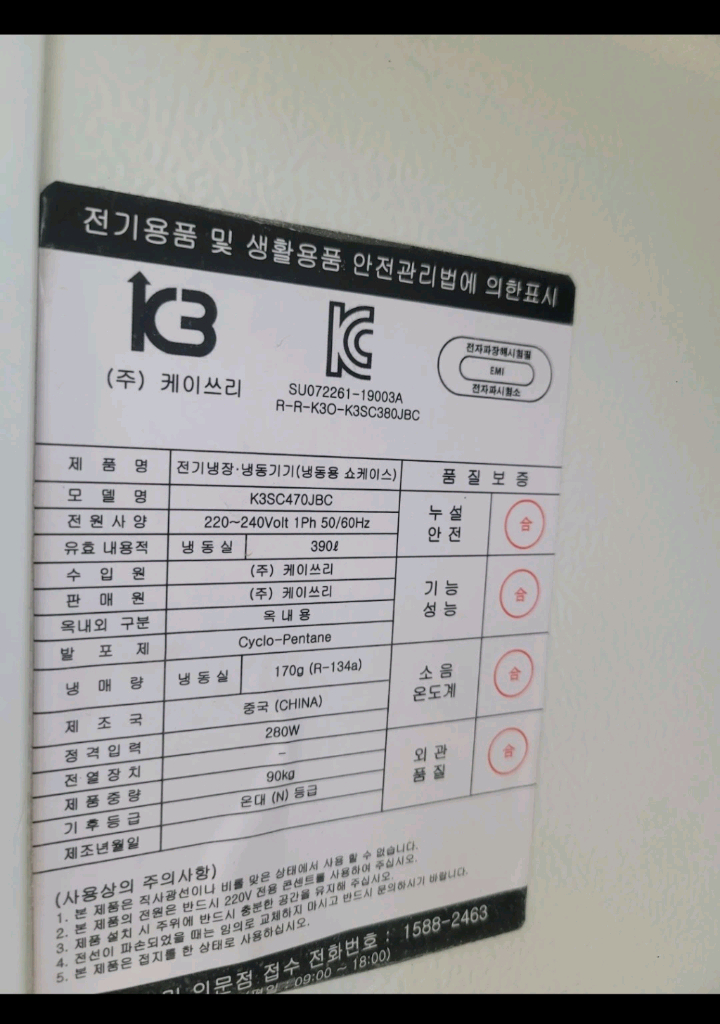 전기용품 및 생활용품 안전관리법에 의한표시
K3
(주) 케이쓰리
KC
SU072261-19003A
R-R-K3O-K3SC380JBC
전자파장해시험필
EMI
전자파시험소
제 품 명 전기냉장·냉동기기(냉동용 쇼케이스)
모 델 명 K3SC470JBC
전원사양 220~240Volt 1Ph 50/60Hz
유효 내용적 냉동실 390ℓ
수 입 원 (주) 케이쓰리
판 매 원 (주) 케이쓰리
옥내외 구분 옥내용
발 포 제 Cyclo-Pentane
냉 매 량 냉동실 170g (R-134a)
제 조 국 중국 (CHINA)
정격입력 280W
전열장치 -
제품중량 90kg
기후등급 온대 (N) 등급
제조년월일
품 질 보 증
누설 안전 합
기능 성능 합
소음 온도계 합
외관 품질 합
(사용상의 주의사항)
1. 본 제품은 직사광선이나 비를 맞은 상태에서 사용 할 수 없습니다.
2. 본 제품의 전원은 반드시 220V 전용 콘센트를 사용하여 주십시오.
3. 제품 설치 시 주위에 반드시 충분한 공간을 유지해 주십시오.
4. 전선이 파손되었을 때는 임의로 교체하지 마시고 반드시 문의하시기 바랍니다.
5. 본 제품은 접지를 한 상태로 사용하십시오.
및 의문점 접수 전화번호 : 1588-2463
: 09:00 ~ 18:00)